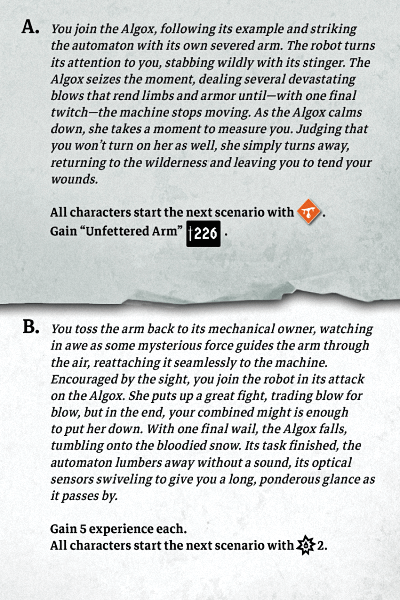 A. You join the Algox, following its example and striking
the automaton with its own severed arm. The robot turns
its attention to you, stabbing wildly with its stinger. The
Algox seizes the moment, dealing several devastating
blows that rend limbs and armor until—with one final
twitch—the machine stops moving. As the Algox calms
down, she takes a moment to measure you. Judging that
you won't turn on her as well, she simply turns away,
returning to the wilderness and leaving you to tend your
wounds.
All characters start the next scenario with .
Gain “Unfettered Arm” 226 .
B. You toss the arm back to its mechanical owner, watching
in awe as some mysterious force guides the arm through
the air, reattaching it seamlessly to the machine.
Encouraged by the sight, you join the robot in its attack
on the Algox. She puts up a great fight, trading blow for
blow, but in the end, your combined might is enough
to put her down. With one final wail, the Algox falls,
tumbling onto the bloodied snow. Its task finished, the
automaton lumbers away without a sound, its optical
sensors swiveling to give you a long, ponderous glance as
it passes by.
Gain 5 experience each.
All characters start the next scenario with 2.